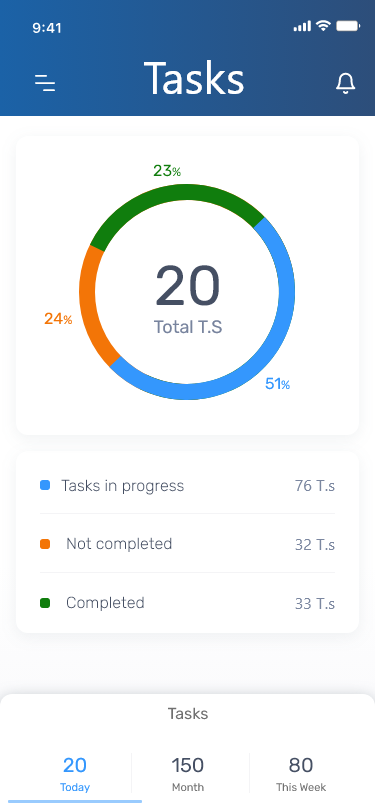 9:41
Tasks
23%
20
Total T.S
24%
51%
Tasks in progress 76 T.s
Not completed 32 T.s
Completed 33 T.s
Tasks
20 150 80
Today Month This Week